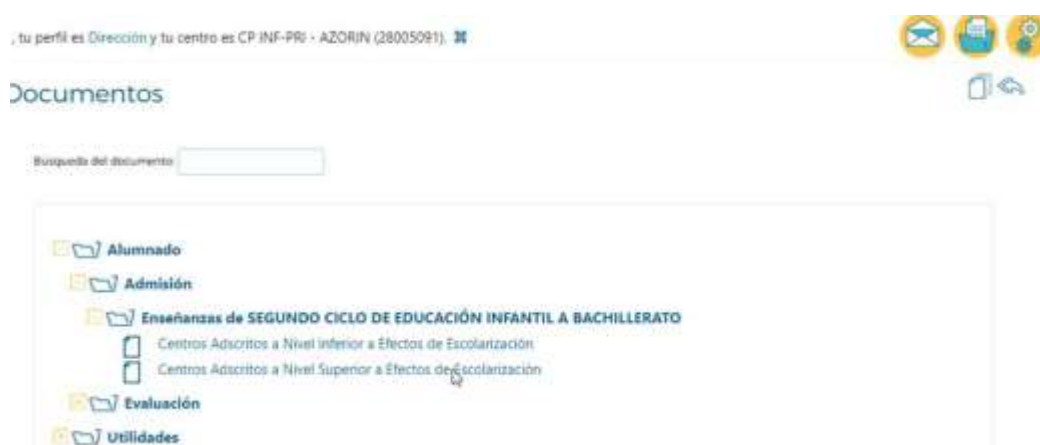 , tu perfil es Dirección y tu centro es CP INF-PRI - AZORIN (28005091).
Documentos
Busqueda del documento
Alumnado
Admisión
Enseñanzas de SEGUNDO CICLO DE EDUCACIÓN INFANTIL A BACHILLERATO
Centros Adscritos a Nivel Inferior a Efectos de Escolarización
Centros Adscritos a Nivel Superior a Efectos de Escolarización
Evaluación
Utilidades